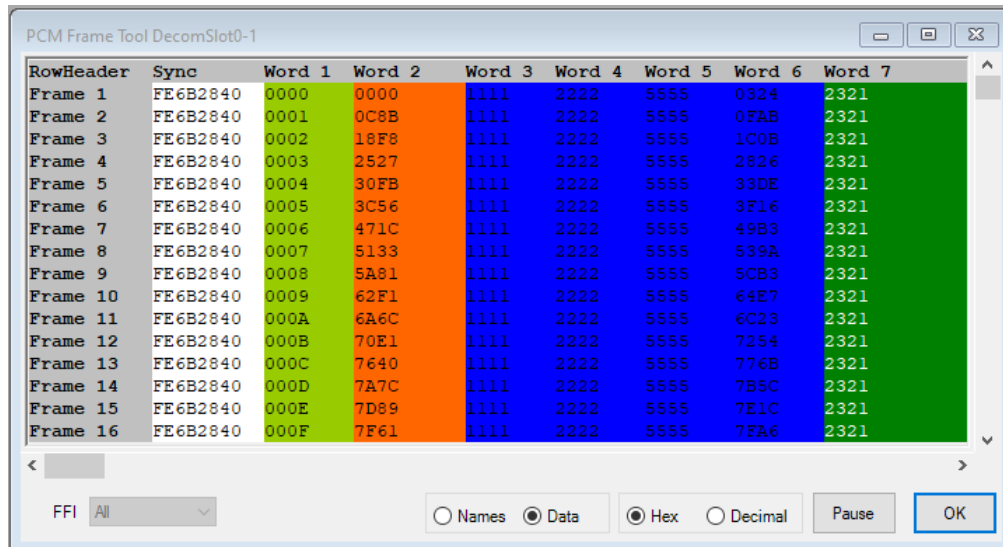 PCM Frame Tool DecomSlot0-1
RowHeader Sync Word 1 Word 2 Word 3 Word 4 Word 5 Word 6 Word 7
Frame 1 FE6B2840 0000 0000 1111 2222 5555 0324 2321
Frame 2 FE6B2840 0001 0C8B 1111 2222 5555 0FAB 2321
Frame 3 FE6B2840 0002 18F8 1111 2222 5555 1C0B 2321
Frame 4 FE6B2840 0003 2527 1111 2222 5555 2826 2321
Frame 5 FE6B2840 0004 30FB 1111 2222 5555 33DE 2321
Frame 6 FE6B2840 0005 3C56 1111 2222 5555 3F16 2321
Frame 7 FE6B2840 0006 471C 1111 2222 5555 49B3 2321
Frame 8 FE6B2840 0007 5133 1111 2222 5555 539A 2321
Frame 9 FE6B2840 0008 5A81 1111 2222 5555 5CB3 2321
Frame 10 FE6B2840 0009 62F1 1111 2222 5555 64E7 2321
Frame 11 FE6B2840 000A 6A6C 1111 2222 5555 6C23 2321
Frame 12 FE6B2840 000B 70E1 1111 2222 5555 7254 2321
Frame 13 FE6B2840 000C 7640 1111 2222 5555 776B 2321
Frame 14 FE6B2840 000D 7A7C 1111 2222 5555 7B5C 2321
Frame 15 FE6B2840 000E 7D89 1111 2222 5555 7E1C 2321
Frame 16 FE6B2840 000F 7F61 1111 2222 5555 7FA6 2321
FFI All Names Data Hex Decimal Pause OK